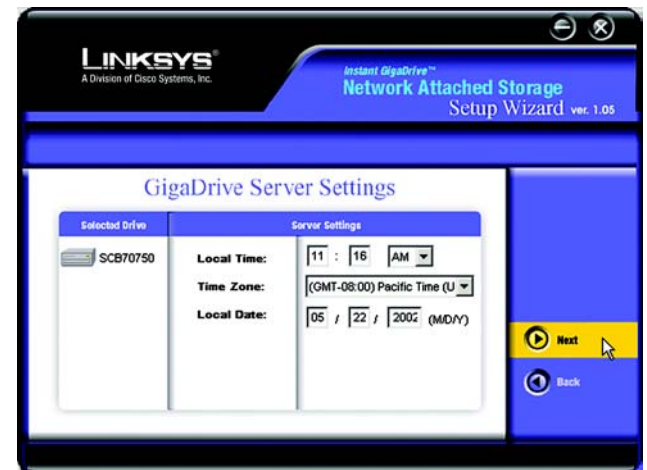 LINKSYS®
A Division of Cisco Systems, Inc.
Instant GigaDrive™
Network Attached Storage
Setup Wizard ver. 1.05
GigaDrive Server Settings
Selected Drive
Server Settings
SCB70750
Local Time: 11 : 16 AM
Time Zone: (GMT-08:00) Pacific Time (U
Local Date: 05 / 22 / 2002 (M/D/Y)
Next
Back